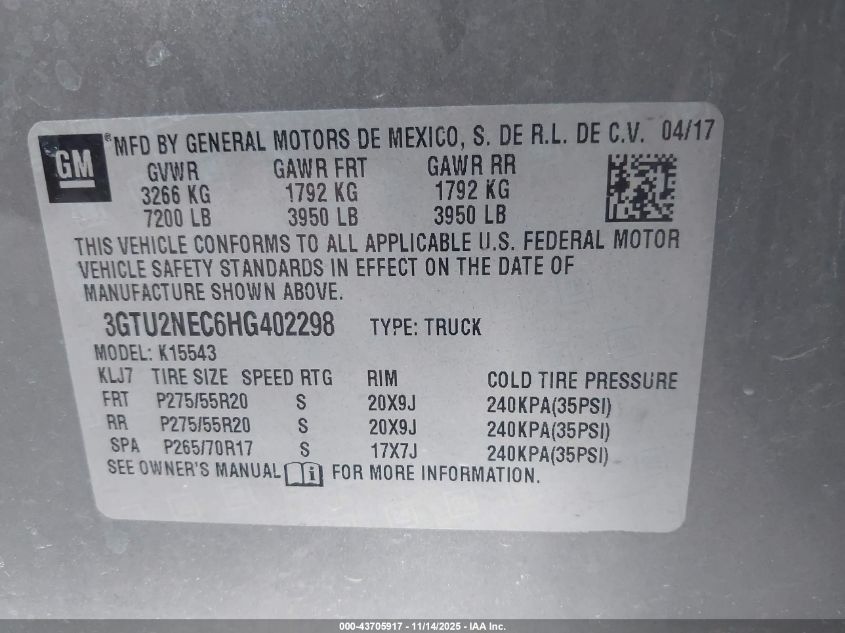 GM ® MFD BY GENERAL MOTORS DE MEXICO, S. DE R.L. DE C.V. 04/17
GVWR GAWR FRT GAWR RR
3266 KG 1792 KG 1792 KG
7200 LB 3950 LB 3950 LB
THIS VEHICLE CONFORMS TO ALL APPLICABLE U.S. FEDERAL MOTOR
VEHICLE SAFETY STANDARDS IN EFFECT ON THE DATE OF
MANUFACTURE SHOWN ABOVE.
3GTU2NEC6HG402298 TYPE: TRUCK
MODEL: K15543
KLJ7 TIRE SIZE SPEED RTG RIM COLD TIRE PRESSURE
FRT P275/55R20 S 20X9J 240KPA(35PSI)
RR P275/55R20 S 20X9J 240KPA(35PSI)
SPA P265/70R17 S 17X7J 240KPA(35PSI)
SEE OWNER'S MANUAL i FOR MORE INFORMATION.
000-43705917 - 11/14/2025 - IAA Inc.